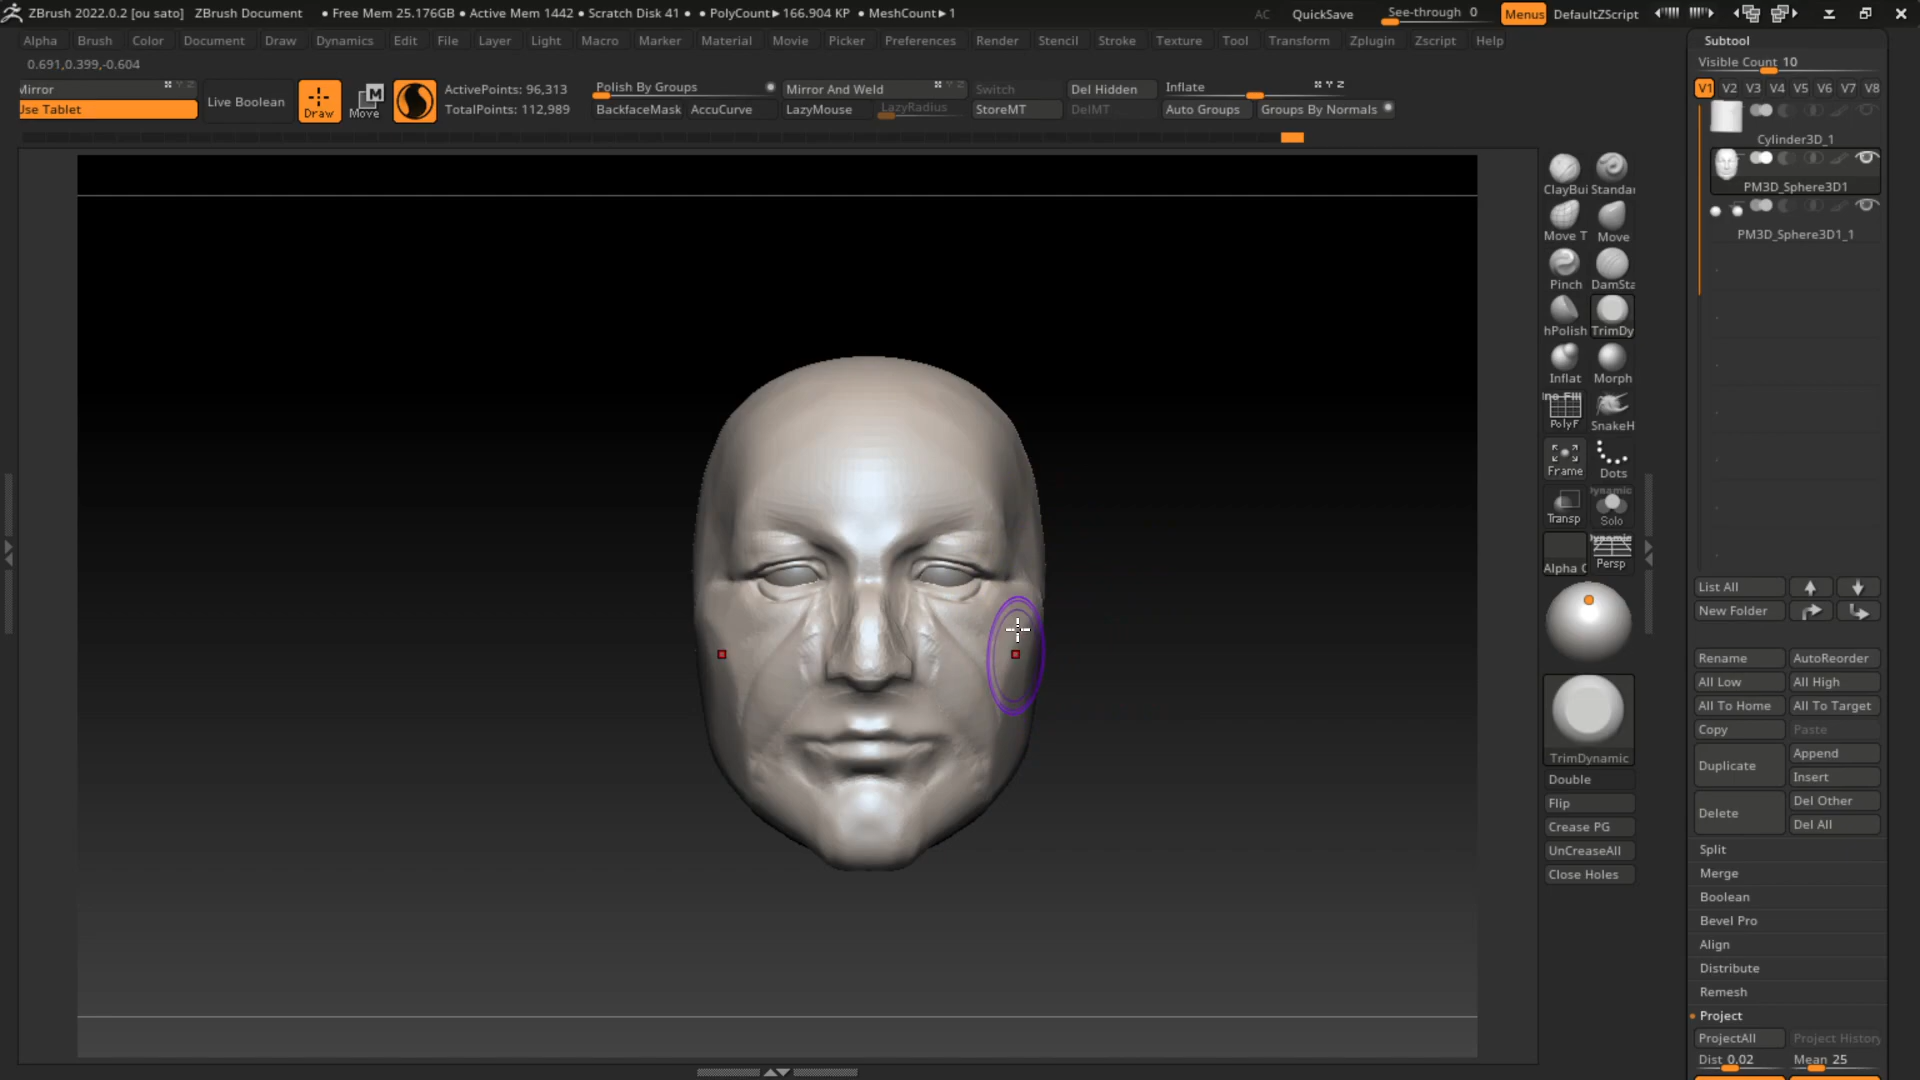 ZBrush 2022.0.2 [ou sato] ZBrush Document • Free Mem 25.176GB • Active Mem 1442 • Scratch Disk 41 • • PolyCount▸ 166.904 KP • MeshCount▸ 1 AC QuickSave See-through 0 Menus DefaultZScript
Alpha Brush Color Document Draw Dynamics Edit File Layer Light Macro Marker Material Movie Picker Preferences Render Stencil Stroke Texture Tool Transform Zplugin Zscript Help
0.691,0.399,-0.604
Mirror
Use Tablet
Live Boolean
Draw
Move
ActivePoints: 96,313
TotalPoints: 112,989
Polish By Groups
BackfaceMask AccuCurve
Mirror And Weld
LazyMouse LazyRadius
Switch
StoreMT
Del Hidden
DelMT
Inflate
Auto Groups Groups By Normals
ClayBui Standar
Move T Move
Pinch DamSta
hPolish TrimDy
Inflat Morph
PolyF SnakeH
Frame Dots
Dynamic
Transp Solo
Dynamic
Alpha O Persp
TrimDynamic
Double
Flip
Crease PG
UnCreaseAll
Close Holes
Subtool
Visible Count 10
V1 V2 V3 V4 V5 V6 V7 V8
Cylinder3D_1
PM3D_Sphere3D1
PM3D_Sphere3D1_1
List All
New Folder
Rename AutoReorder
All Low All High
All To Home All To Target
Copy Paste
Duplicate Append
Insert
Delete Del Other
Del All
Split
Merge
Boolean
Bevel Pro
Align
Distribute
Remesh
Project
ProjectAll Project History
Dist 0.02 Mean 25